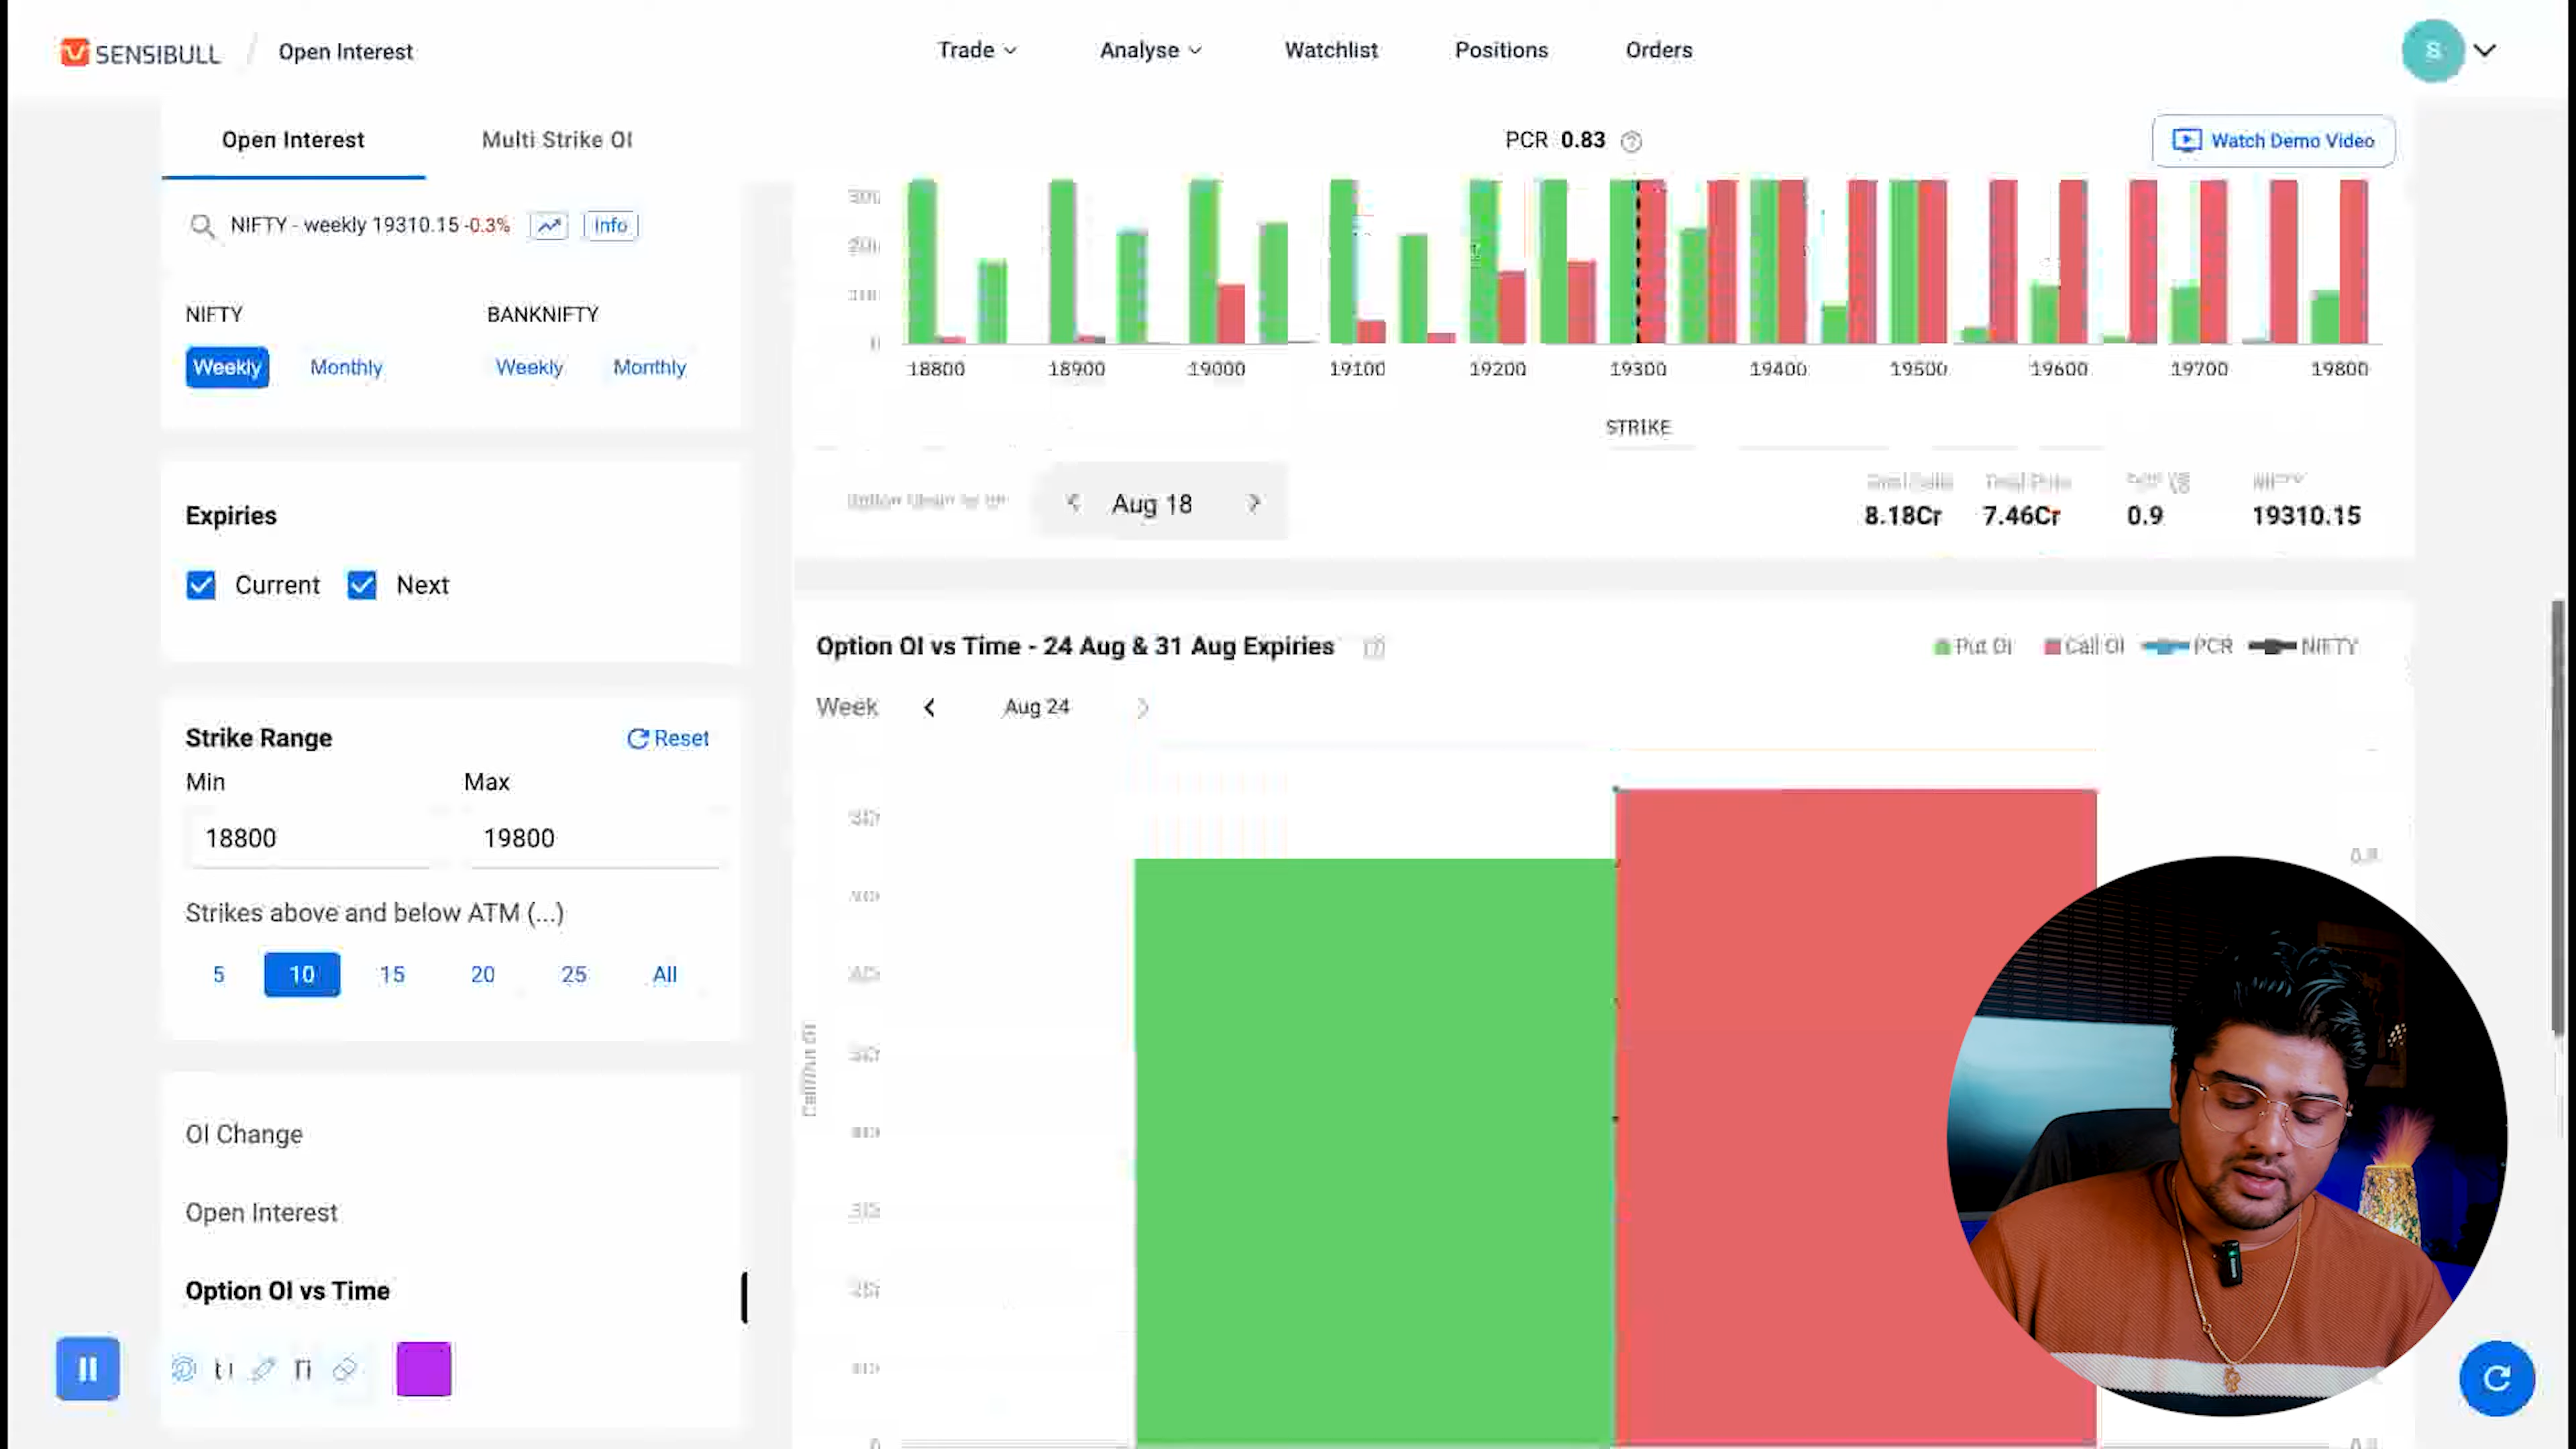 SENSIBULL / Open Interest
Trade
Analyse
Watchlist
Positions
Orders
S
Open Interest
Multi Strike OI
PCR 0.83
Watch Demo Video
NIFTY - weekly 19310.15 -0.3%
Info
NIFTY
BANKNIFTY
Weekly
Monthly
Weekly
Monthly
0
18800 18900 19000 19100 19200 19300 19400 19500 19600 19700 19800
STRIKE
Aug 18
8.18Cr
7.46Cr
0.9
19310.15
Expiries
Current
Next
Option OI vs Time - 24 Aug & 31 Aug Expiries
Put OI
Call OI
PCR
NIFTY
Week
Aug 24
Strike Range
Reset
Min
Max
18800
19800
Strikes above and below ATM (...)
5 10 15 20 25 All
OI Change
Open Interest
Option OI vs Time
0